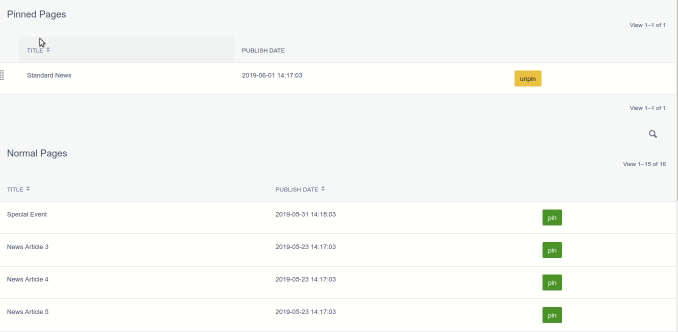 Pinned Pages
View 1–1 of 1
TITLE PUBLISH DATE
Standard News 2019-06-01 14:17:03 unpin
View 1–1 of 1
Normal Pages
View 1–15 of 16
TITLE PUBLISH DATE
Special Event 2019-05-31 14:18:03 pin
News Article 3 2019-05-23 14:17:03 pin
News Article 4 2019-05-23 14:17:03 pin
News Article 5 2019-05-23 14:17:03 pin